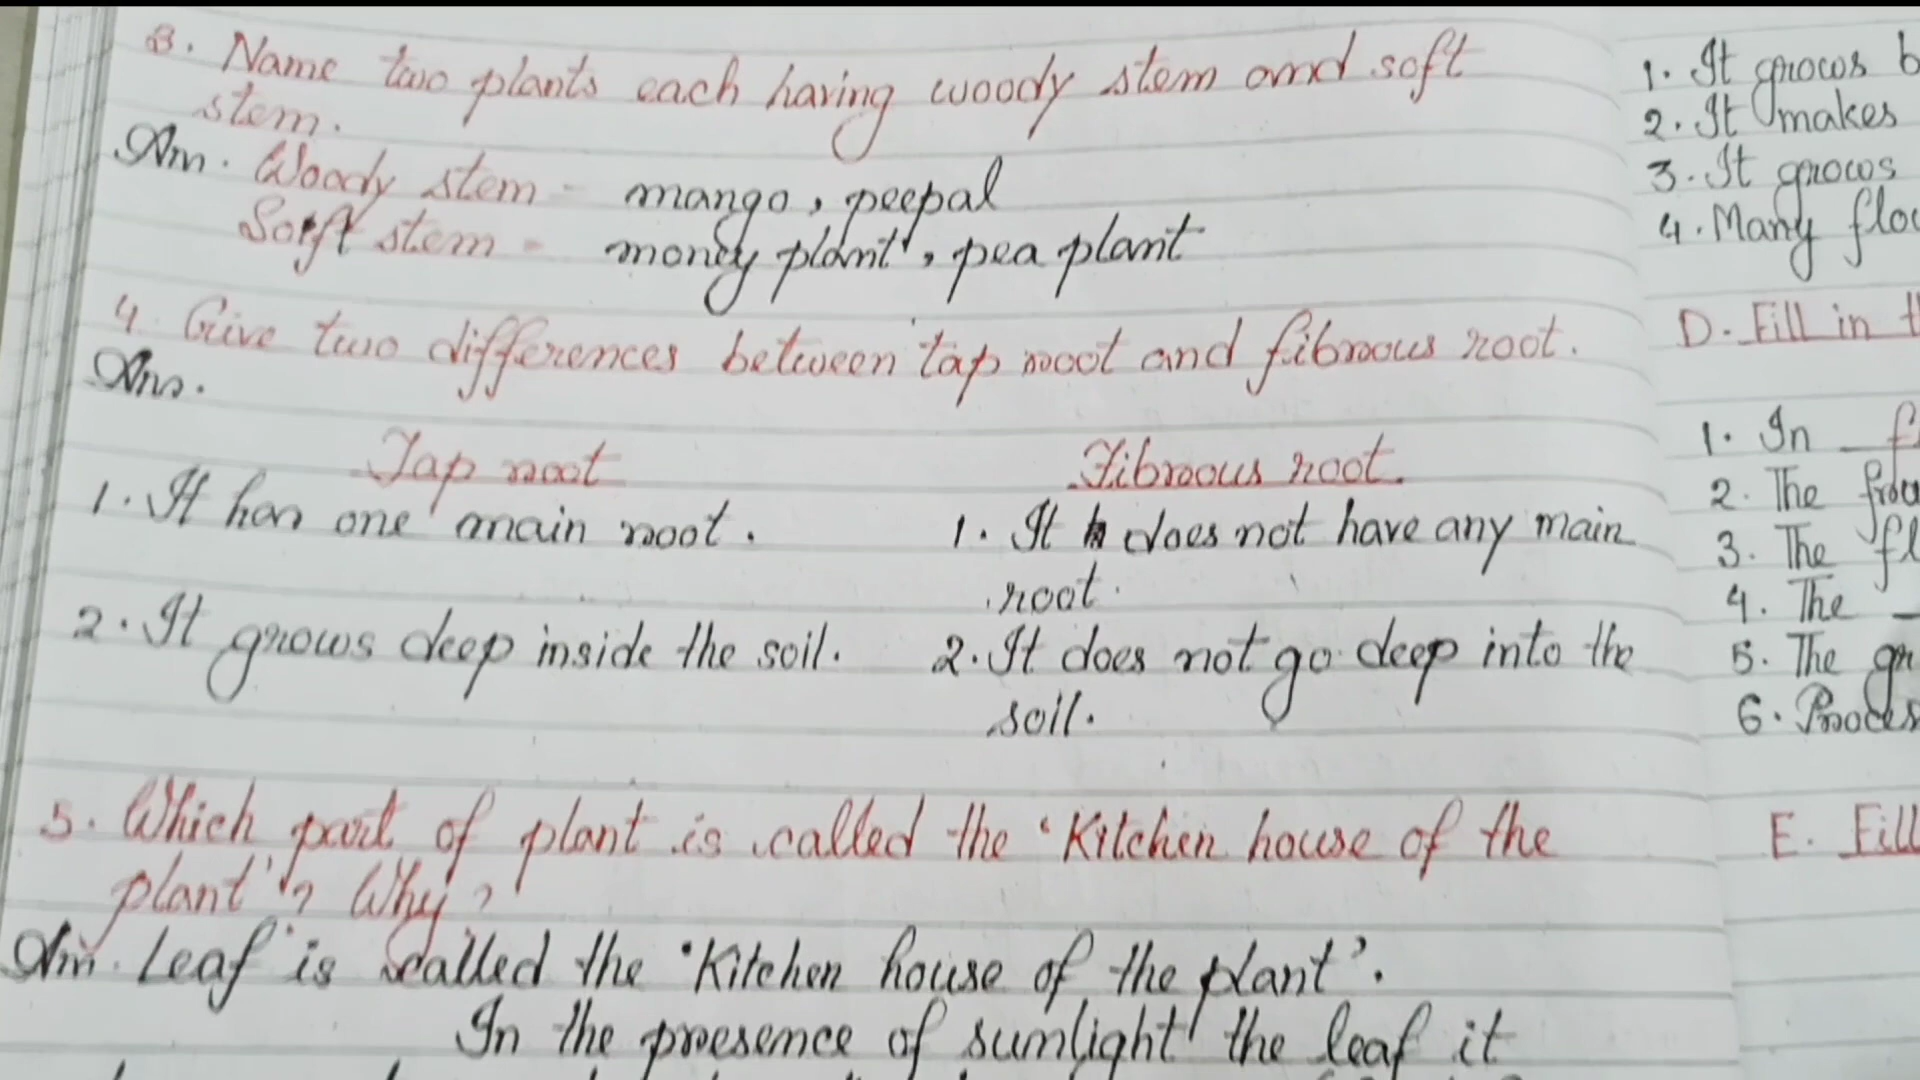 3. Name two plants each having woody stem and soft
stem.
Ans. Woody stem - mango, peepal
Soft stem - money plant, pea plant
4. Give two differences between tap root and fibrous root.
Ans.
Tap root
1. It has one main root.
2. It grows deep inside the soil.
Fibrous root.
1. It does not have any main
root.
2. It does not go deep into the
soil.
5. Which part of plant is called the 'Kitchen house of the
plant'? Why?
Ans. Leaf is called the 'Kitchen house of the plant'.
In the presence of sunlight the leaf it
1. It grows b
2. It makes
3. It grows
4. Many flo
D. Fill in
1. In
2. The
3. The fl
4. The
5. The
6. Proces
E. Fill